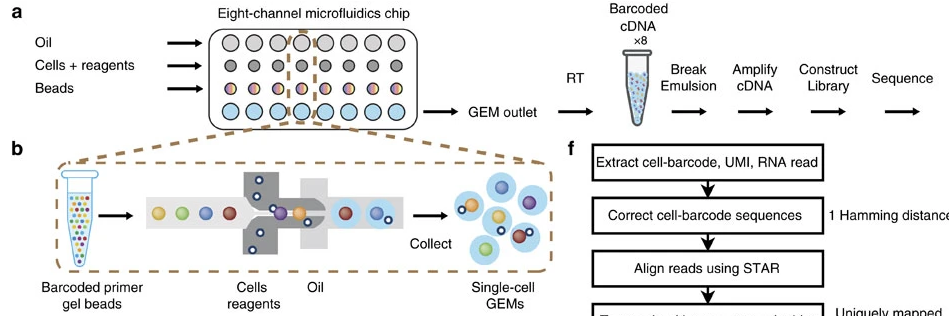 a
Eight-channel microfluidics chip
Oil
Cells + reagents
Beads
GEM outlet
RT
Barcoded
cDNA
×8
Break
Emulsion
Amplify
cDNA
Construct
Library
Sequence
b
Barcoded primer
gel beads
Cells
reagents
Oil
Collect
Single-cell
GEMs
f
Extract cell-barcode, UMI, RNA read
Correct cell-barcode sequences
1 Hamming distance
Align reads using STAR
Uniquely mapped